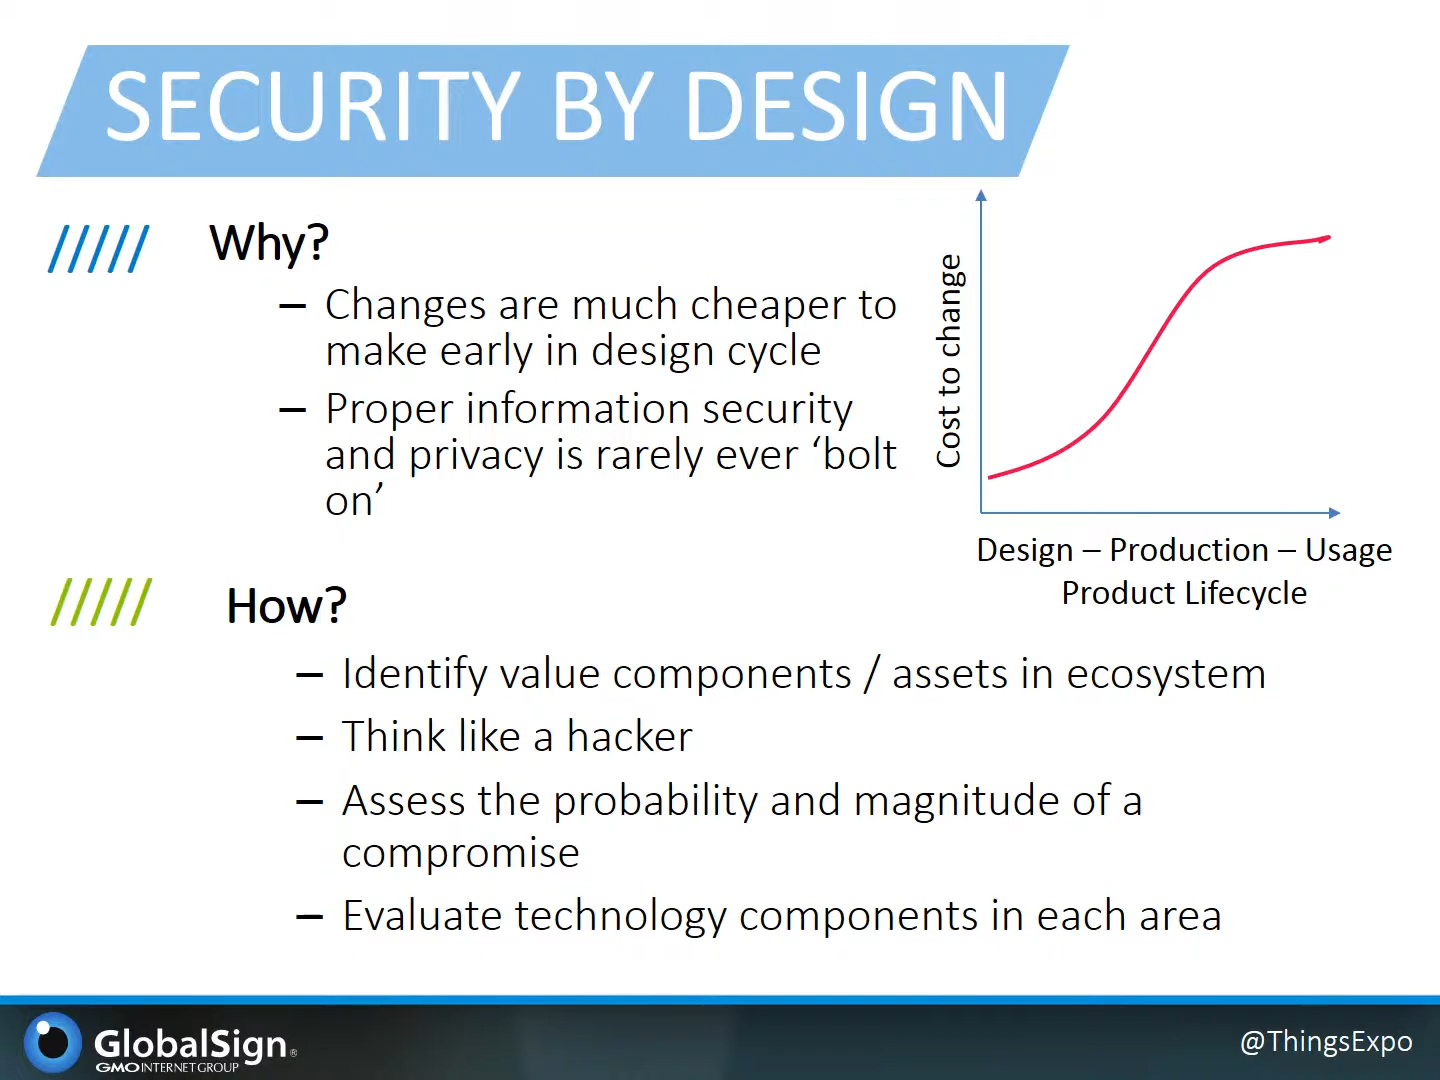 SECURITY BY DESIGN
Why?
– Changes are much cheaper to
make early in design cycle
– Proper information security
and privacy is rarely ever ‘bolt
on’
Cost to change
Design – Production – Usage
Product Lifecycle
How?
– Identify value components / assets in ecosystem
– Think like a hacker
– Assess the probability and magnitude of a
compromise
– Evaluate technology components in each area
GlobalSign®
GMO INTERNET GROUP
@ThingsExpo